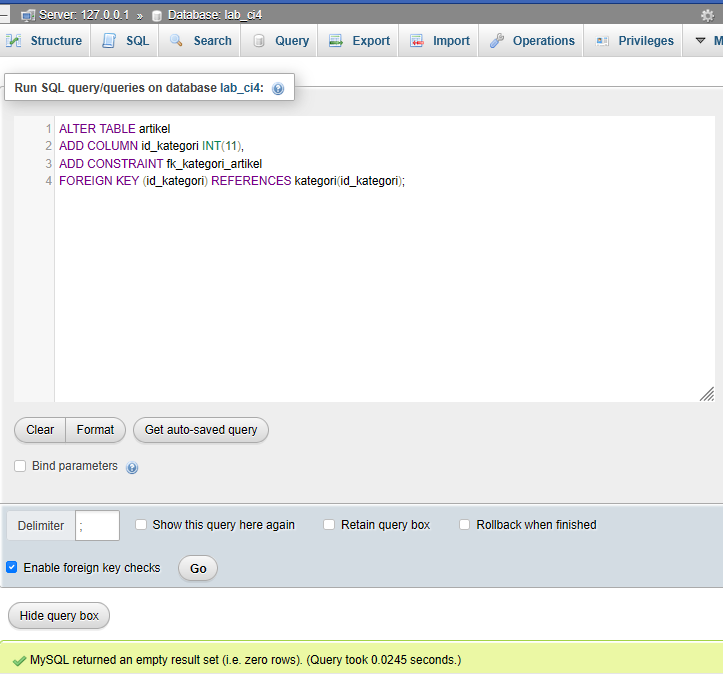 Server: 127.0.0.1 » Database: lab_ci4
Structure SQL Search Query Export Import Operations Privileges M
Run SQL query/queries on database lab_ci4:
1 ALTER TABLE artikel
2 ADD COLUMN id_kategori INT(11),
3 ADD CONSTRAINT fk_kategori_artikel
4 FOREIGN KEY (id_kategori) REFERENCES kategori(id_kategori);
Clear Format Get auto-saved query
Bind parameters
Delimiter ; Show this query here again Retain query box Rollback when finished
Enable foreign key checks Go
Hide query box
MySQL returned an empty result set (i.e. zero rows). (Query took 0.0245 seconds.)